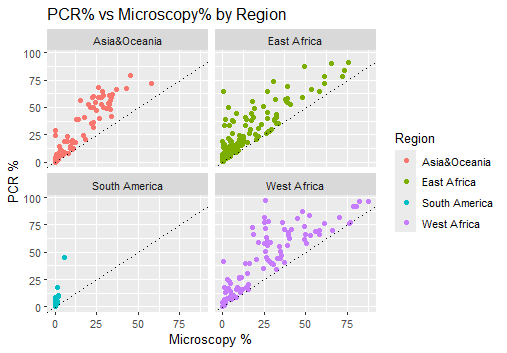 PCR% vs Microscopy% by Region
Asia&Oceania
East Africa
100
75
50
25
0
South America
West Africa
100
75
50
25
0
0
25
50
75
0
25
50
75
Microscopy %
PCR %
Region
Asia&Oceania
East Africa
South America
West Africa